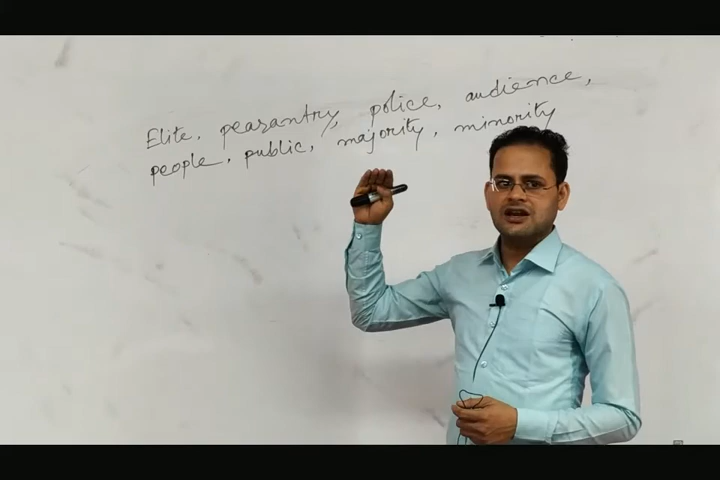 Elite, peasantry, police, audience,
people, public, majority, minority